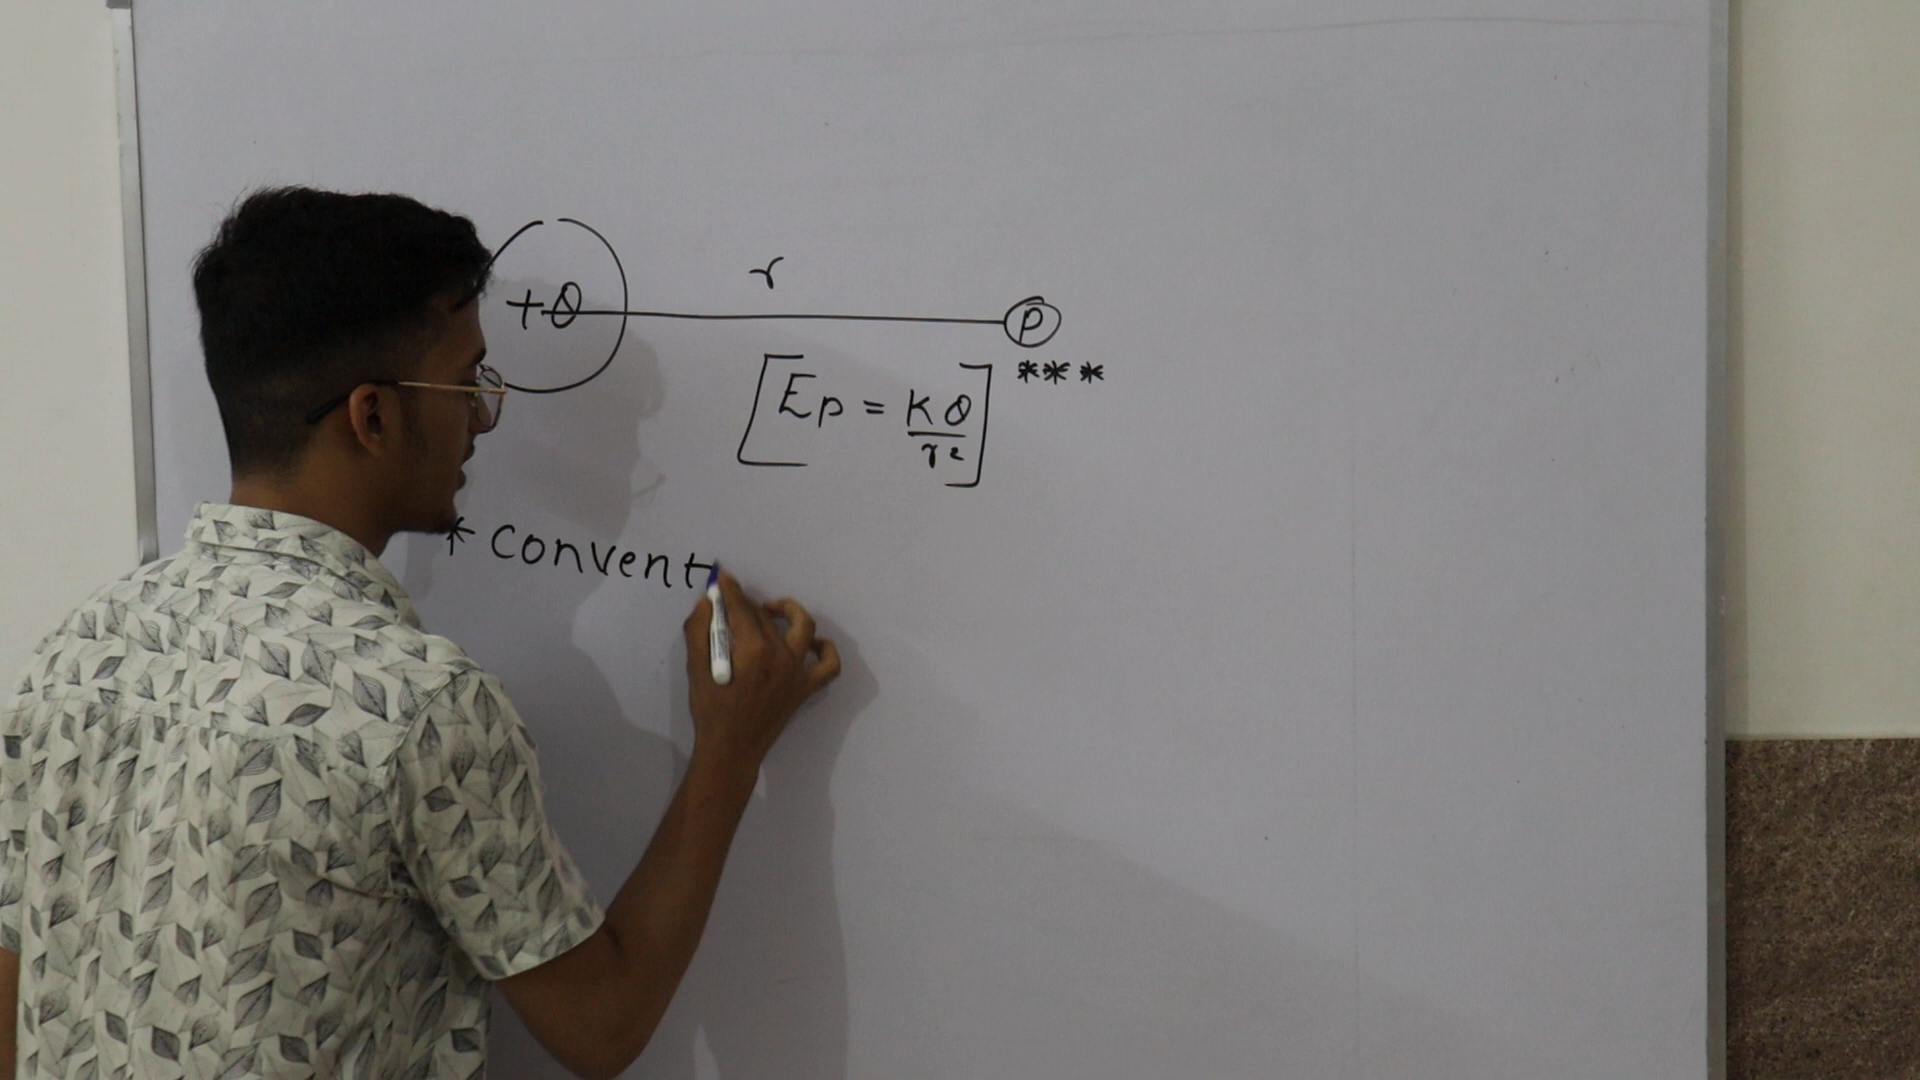 r
+Q P
***
[Ep = KQ/r²]
* convent